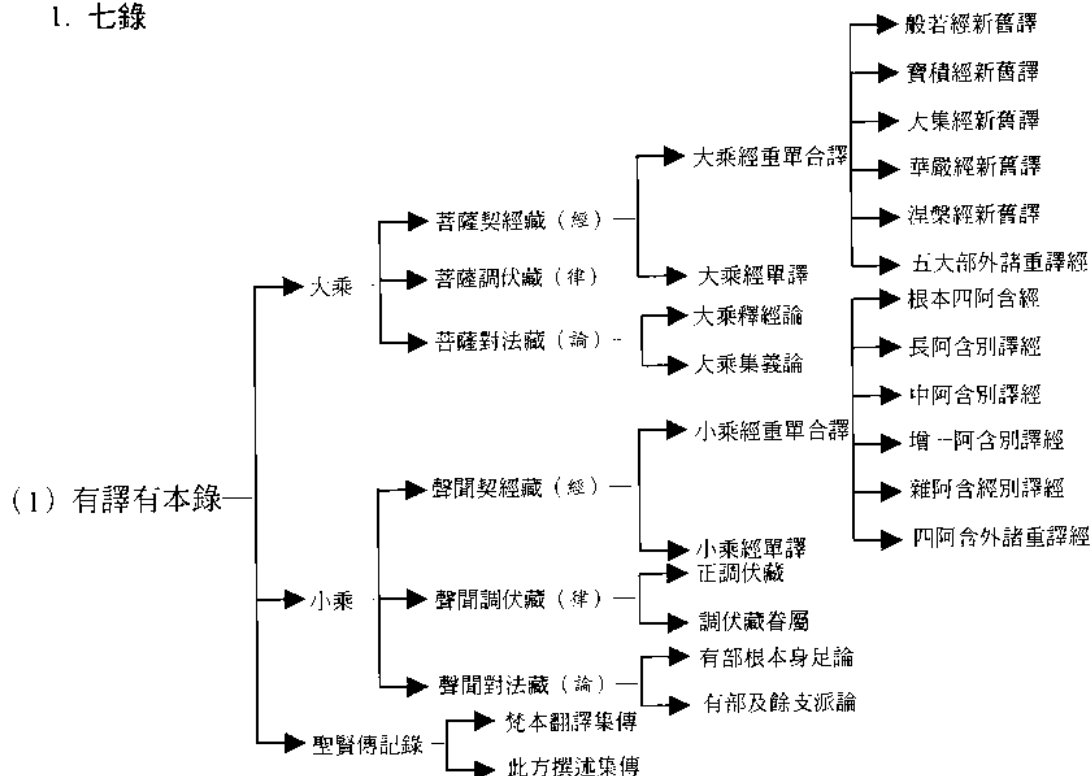 1. 七錄
(1) 有譯有本錄
大乘
菩薩契經藏（經）
大乘經重單合譯
般若經新舊譯
寶積經新舊譯
大集經新舊譯
華嚴經新舊譯
涅槃經新舊譯
五大部外諸重譯經
大乘經單譯
菩薩調伏藏（律）
菩薩對法藏（論）
大乘釋經論
大乘集義論
小乘
聲聞契經藏（經）
小乘經重單合譯
根本四阿含經
長阿含別譯經
中阿含別譯經
增一阿含別譯經
雜阿含經別譯經
四阿含外諸重譯經
小乘經單譯
聲聞調伏藏（律）
正調伏藏
調伏藏眷屬
聲聞對法藏（論）
有部根本身足論
有部及餘支派論
聖賢傳記錄
梵本翻譯集傳
此方撰述集傳